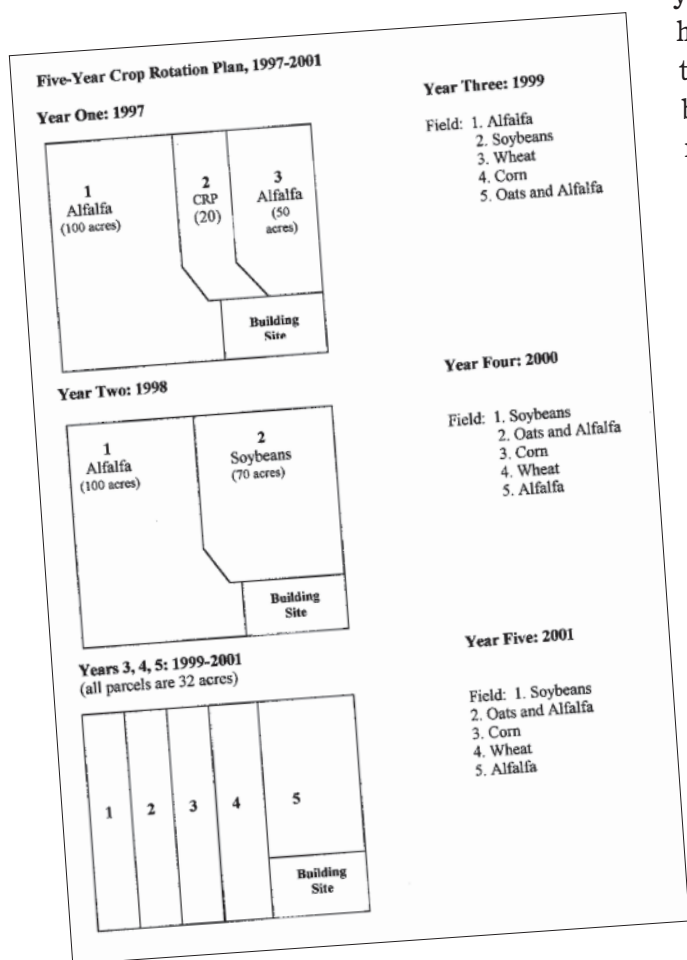 Five-Year Crop Rotation Plan, 1997-2001
Year One: 1997
1
Alfalfa
(100 acres)
2
CRP
(20)
3
Alfalfa
(50
acres)
Building
Site
Year Two: 1998
1
Alfalfa
(100 acres)
2
Soybeans
(70 acres)
Building
Site
Years 3, 4, 5: 1999-2001
(all parcels are 32 acres)
1
2
3
4
5
Building
Site
Year Three: 1999
Field: 1. Alfalfa
2. Soybeans
3. Wheat
4. Corn
5. Oats and Alfalfa
Year Four: 2000
Field: 1. Soybeans
2. Oats and Alfalfa
3. Corn
4. Wheat
5. Alfalfa
Year Five: 2001
Field: 1. Soybeans
2. Oats and Alfalfa
3. Corn
4. Wheat
5. Alfalfa